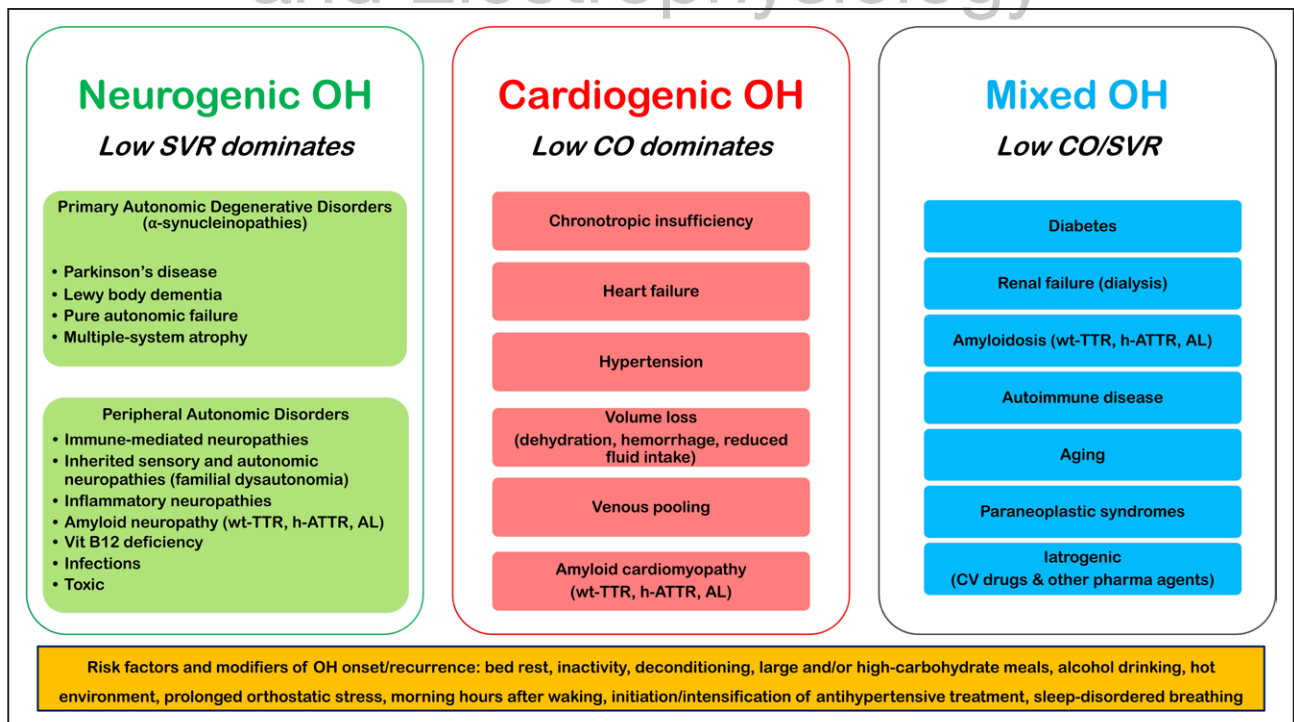 and Electrophysiology
Neurogenic OH
Low SVR dominates
Primary Autonomic Degenerative Disorders
(α-synucleinopathies)
• Parkinson's disease
• Lewy body dementia
• Pure autonomic failure
• Multiple-system atrophy
Peripheral Autonomic Disorders
• Immune-mediated neuropathies
• Inherited sensory and autonomic
neuropathies (familial dysautonomia)
• Inflammatory neuropathies
• Amyloid neuropathy (wt-TTR, h-ATTR, AL)
• Vit B12 deficiency
• Infections
• Toxic
Cardiogenic OH
Low CO dominates
Chronotropic insufficiency
Heart failure
Hypertension
Volume loss
(dehydration, hemorrhage, reduced
fluid intake)
Venous pooling
Amyloid cardiomyopathy
(wt-TTR, h-ATTR, AL)
Mixed OH
Low CO/SVR
Diabetes
Renal failure (dialysis)
Amyloidosis (wt-TTR, h-ATTR, AL)
Autoimmune disease
Aging
Paraneoplastic syndromes
Iatrogenic
(CV drugs & other pharma agents)
Risk factors and modifiers of OH onset/recurrence: bed rest, inactivity, deconditioning, large and/or high-carbohydrate meals, alcohol drinking, hot
environment, prolonged orthostatic stress, morning hours after waking, initiation/intensification of antihypertensive treatment, sleep-disordered breathing